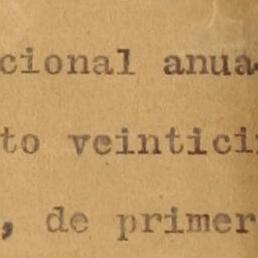 cional anua
to veintici
, de primer